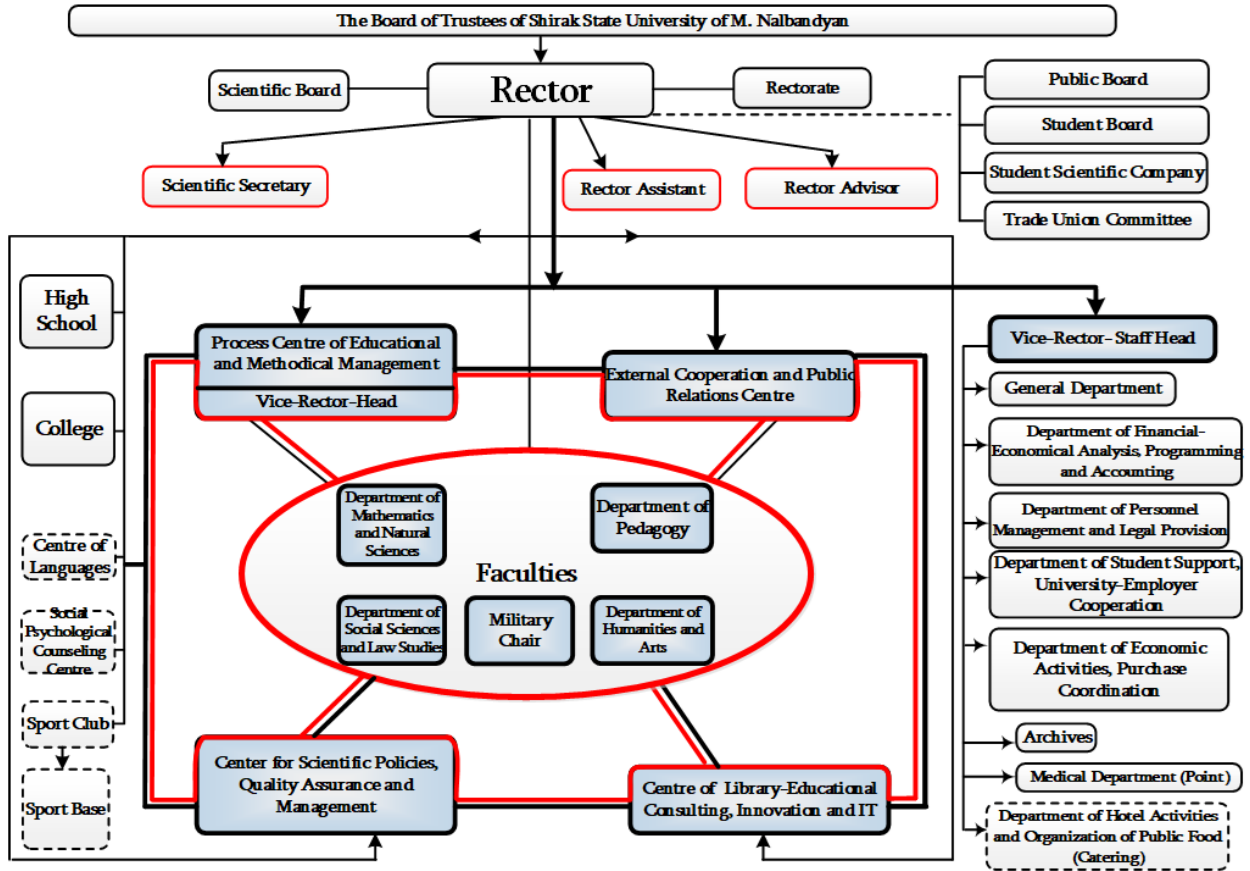 The Board of Trustees of Shirak State University of M. Nalbandyan
Scientific Board
Rector
Rectorate
Public Board
Student Board
Student Scientific Company
Trade Union Committee
Scientific Secretary
Rector Assistant
Rector Advisor
High
School
College
Centre of
Languages
Social
Psychological
Counseling
Centre
Sport Club
Sport Base
Process Centre of Educational
and Methodical Management
Vice-Rector-Head
External Cooperation and Public
Relations Centre
Department of
Mathematics
and Natural
Sciences
Department of
Pedagogy
Faculties
Department of
Social Sciences
and Law Studies
Military
Chair
Department of
Humanities and
Arts
Center for Scientific Policies,
Quality Assurance and
Management
Centre of Library-Educational
Consulting, Innovation and IT
Vice-Rector- Staff Head
General Department
Department of Financial-
Economical Analysis, Programming
and Accounting
Department of Personnel
Management and Legal Provision
Department of Student Support,
University-Employer
Cooperation
Department of Economic
Activities, Purchase
Coordination
Archives
Medical Department (Point)
Department of Hotel Activities
and Organization of Public Food
(Catering)